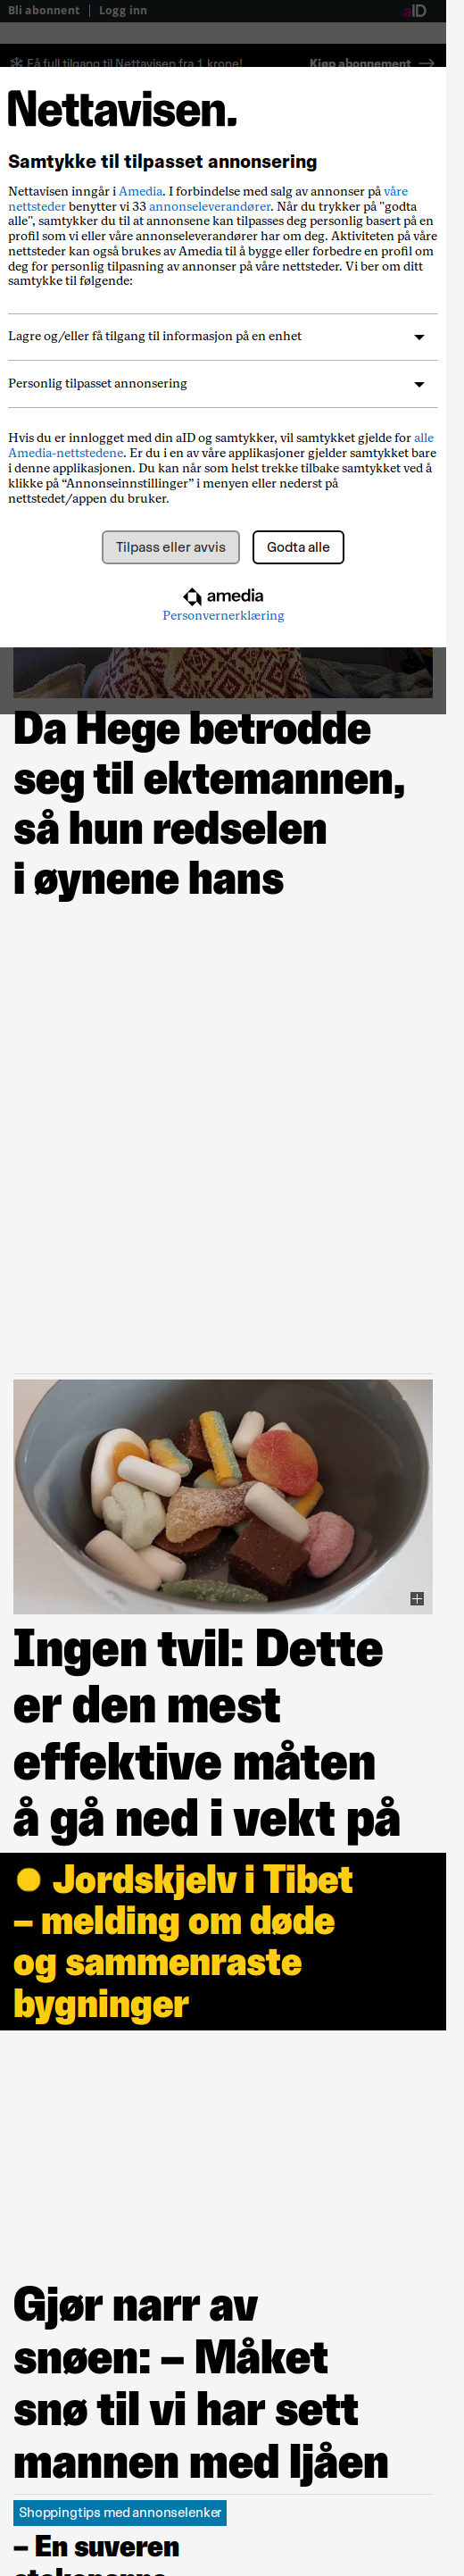 Bli abonnent | Logg inn aID
Få full tilgang til Nettavisen fra 1 krone! Kjøp abonnement →
Nettavisen.
Samtykke til tilpasset annonsering
Nettavisen inngår i Amedia. I forbindelse med salg av annonser på våre
nettsteder benytter vi 33 annonseleverandører. Når du trykker på "godta
alle", samtykker du til at annonsene kan tilpasses deg personlig basert på en
profil som vi eller våre annonseleverandører har om deg. Aktiviteten på våre
nettsteder kan også brukes av Amedia til å bygge eller forbedre en profil om
deg for personlig tilpasning av annonser på våre nettsteder. Vi ber om ditt
samtykke til følgende:
Lagre og/eller få tilgang til informasjon på en enhet
Personlig tilpasset annonsering
Hvis du er innlogget med din aID og samtykker, vil samtykket gjelde for alle
Amedia-nettstedene. Er du i en av våre applikasjoner gjelder samtykket bare
i denne applikasjonen. Du kan når som helst trekke tilbake samtykket ved å
klikke på “Annonseinnstillinger” i menyen eller nederst på
nettstedet/appen du bruker.
Tilpass eller avvis Godta alle
amedia
Personvernerklæring
Da Hege betrodde
seg til ektemannen,
så hun redselen
i øynene hans
Ingen tvil: Dette
er den mest
effektive måten
å gå ned i vekt på
Jordskjelv i Tibet
– melding om døde
og sammenraste
bygninger
Gjør narr av
snøen: – Måket
snø til vi har sett
mannen med ljåen
Shoppingtips med annonselenker
– En suveren